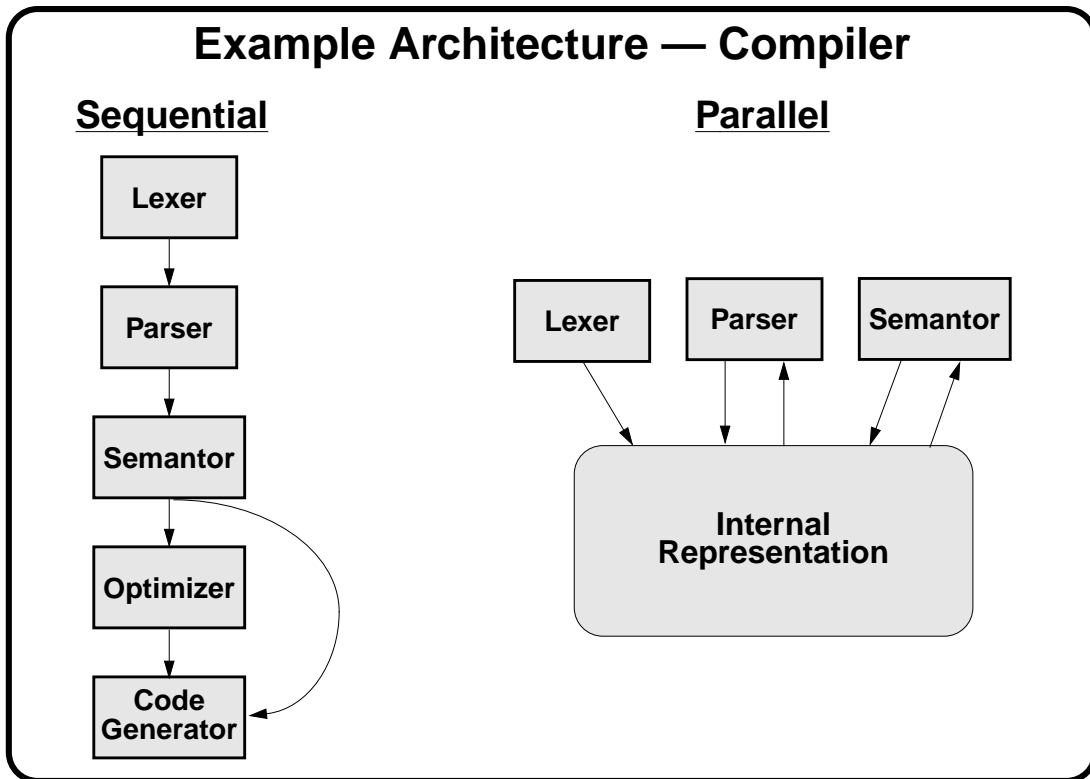 Example Architecture — Compiler
Sequential
Lexer
Parser
Semantor
Optimizer
Code
Generator
Parallel
Lexer
Parser
Semantor
Internal
Representation